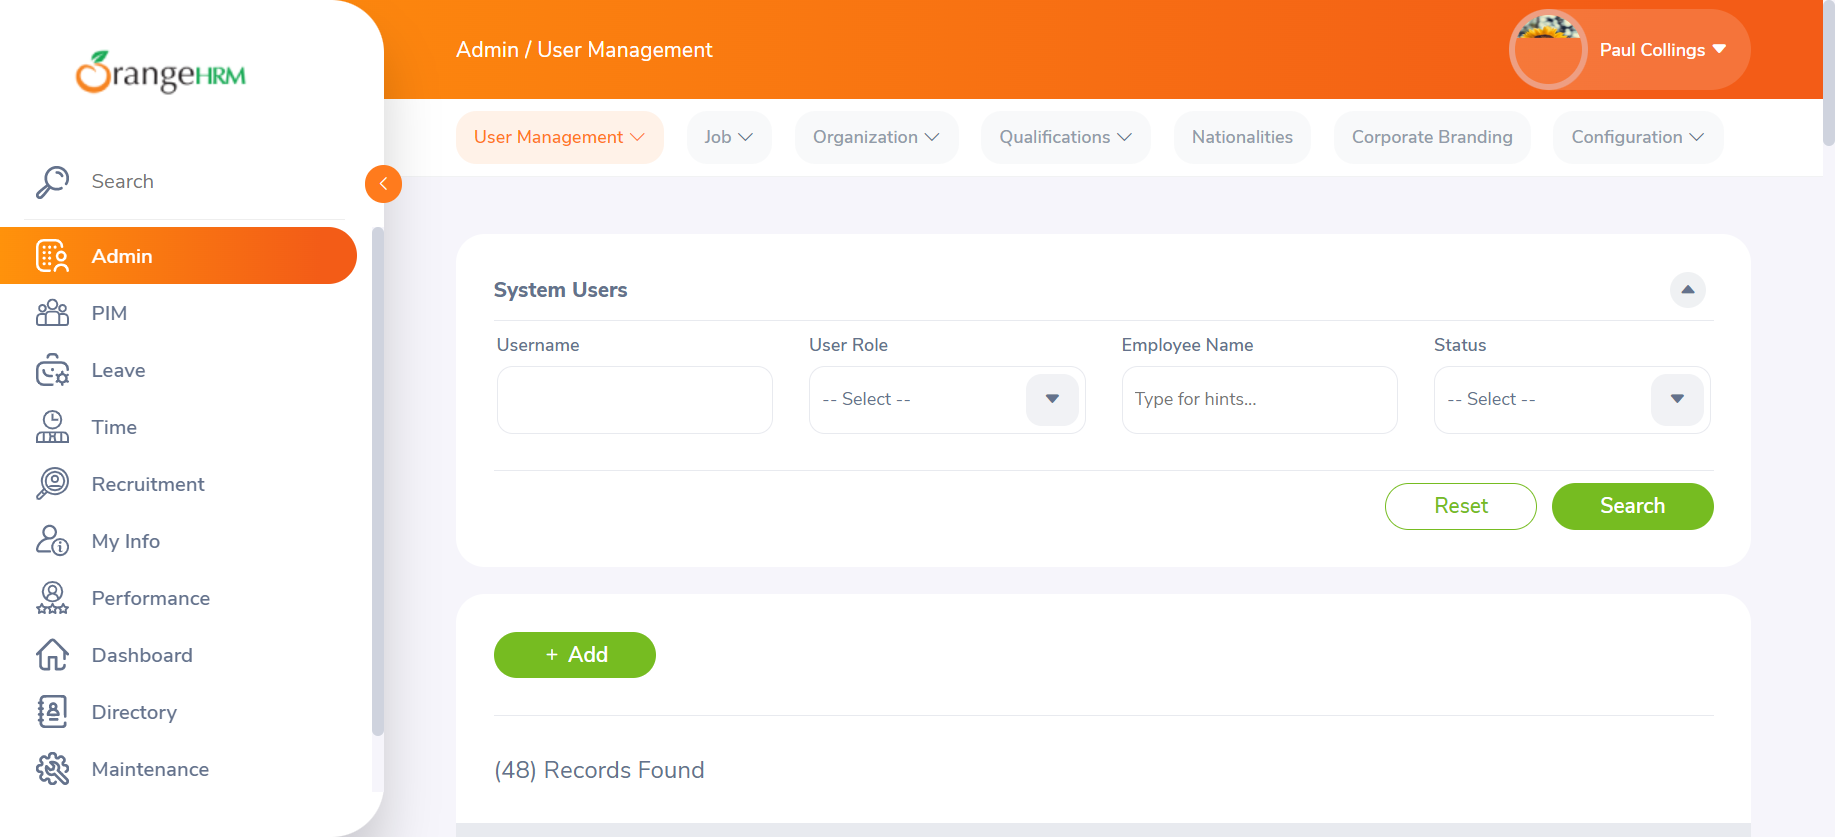 OrangeHRM
Admin / User Management
Paul Collings
User Management
Job
Organization
Qualifications
Nationalities
Corporate Branding
Configuration
Search
Admin
PIM
Leave
Time
Recruitment
My Info
Performance
Dashboard
Directory
Maintenance
System Users
Username
User Role
Employee Name
Status
-- Select --
Type for hints...
-- Select --
Reset
Search
+ Add
(48) Records Found